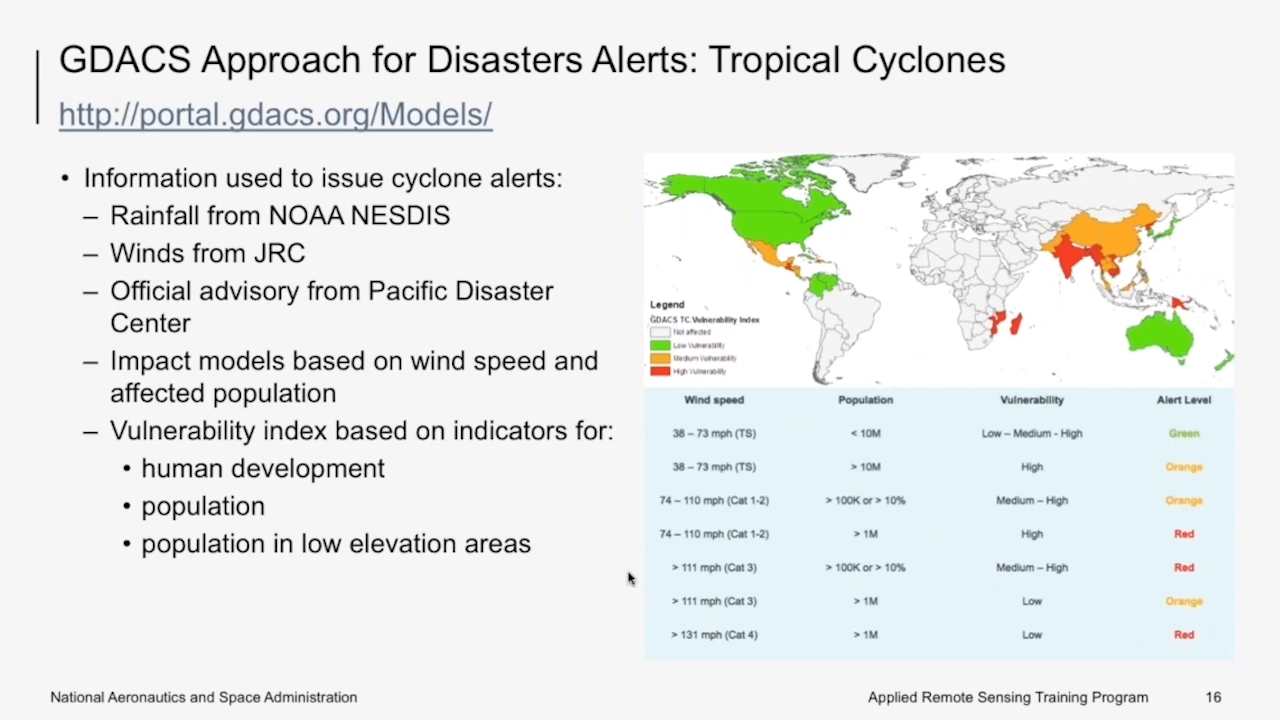 GDACS Approach for Disasters Alerts: Tropical Cyclones
http://portal.gdacs.org/Models/
• Information used to issue cyclone alerts:
– Rainfall from NOAA NESDIS
– Winds from JRC
– Official advisory from Pacific Disaster
Center
– Impact models based on wind speed and
affected population
– Vulnerability index based on indicators for:
• human development
• population
• population in low elevation areas
Legend
GDACS TC Vulnerability Index
Not affected
Low Vulnerability
Medium Vulnerability
High Vulnerability
Wind speed Population Vulnerability Alert Level
38 – 73 mph (TS) < 10M Low – Medium - High Green
38 – 73 mph (TS) > 10M High Orange
74 – 110 mph (Cat 1-2) > 100K or > 10% Medium – High Orange
74 – 110 mph (Cat 1-2) > 1M High Red
> 111 mph (Cat 3) > 100K or > 10% Medium – High Red
> 111 mph (Cat 3) > 1M Low Orange
> 131 mph (Cat 4) > 1M Low Red
National Aeronautics and Space Administration
Applied Remote Sensing Training Program 16